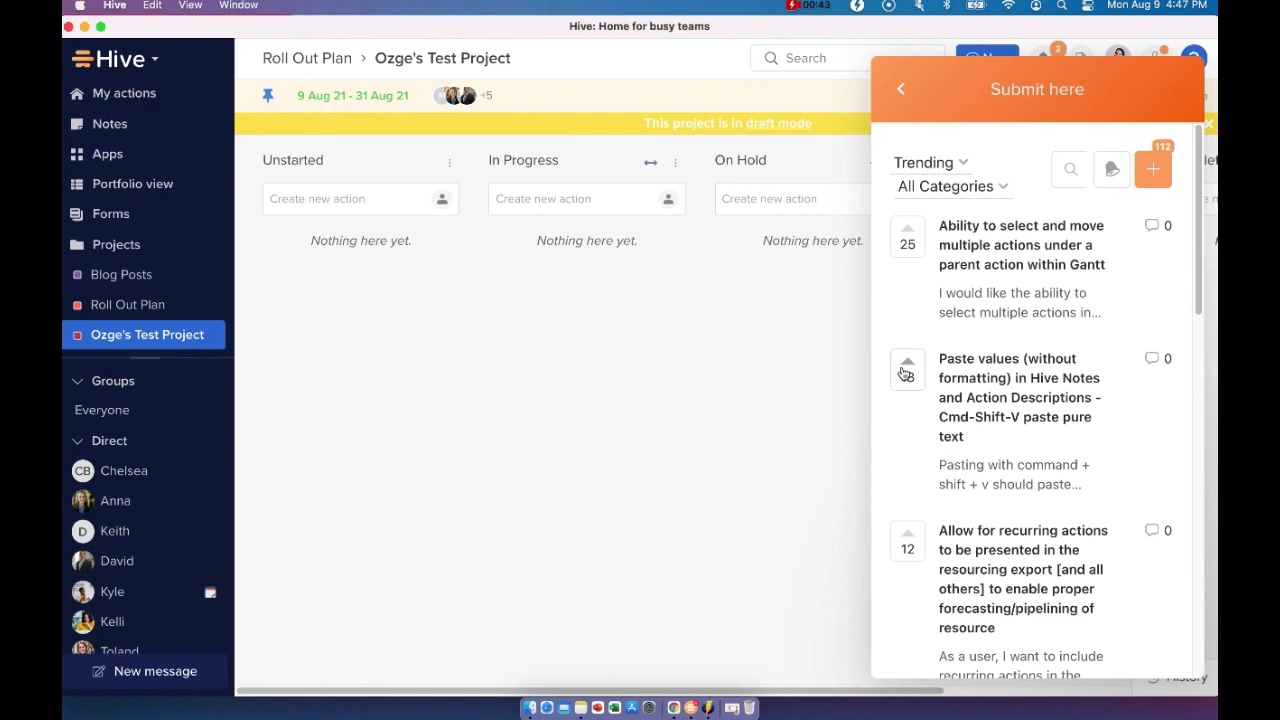 Hive Edit View Window
00:43
Mon Aug 9 4:47 PM
Hive: Home for busy teams
Hive
My actions
Notes
Apps
Portfolio view
Forms
Projects
Blog Posts
Roll Out Plan
Ozge's Test Project
Groups
Everyone
Direct
CB Chelsea
Anna
D Keith
David
Kyle
Kelli
Toland
New message
Roll Out Plan > Ozge's Test Project
Search
2
9 Aug 21 - 31 Aug 21
+5
This project is in draft mode
Unstarted
Create new action
Nothing here yet.
In Progress
Create new action
Nothing here yet.
On Hold
Create new action
Nothing here yet.
Submit here
Trending
All Categories
112
25
Ability to select and move
multiple actions under a
parent action within Gantt
0
I would like the ability to
select multiple actions in...
Paste values (without
formatting) in Hive Notes
and Action Descriptions -
Cmd-Shift-V paste pure
text
0
Pasting with command +
shift + v should paste...
12
Allow for recurring actions
to be presented in the
resourcing export [and all
others] to enable proper
forecasting/pipelining of
resource
0
As a user, I want to include
recurring actions in the
History